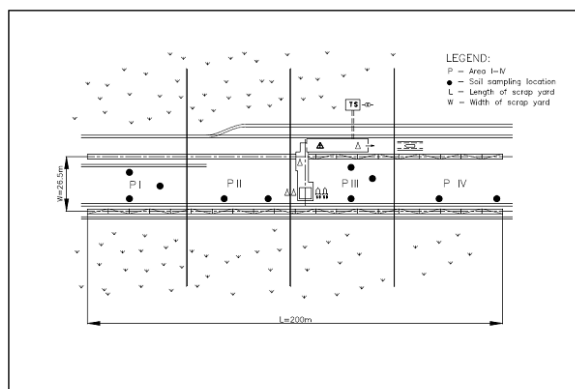 LEGEND:
P – Area I–IV
● – Soil sampling location
L – Length of scrap yard
W – Width of scrap yard
TS
W=26.5m
P I
P II
P III
P IV
L=200m